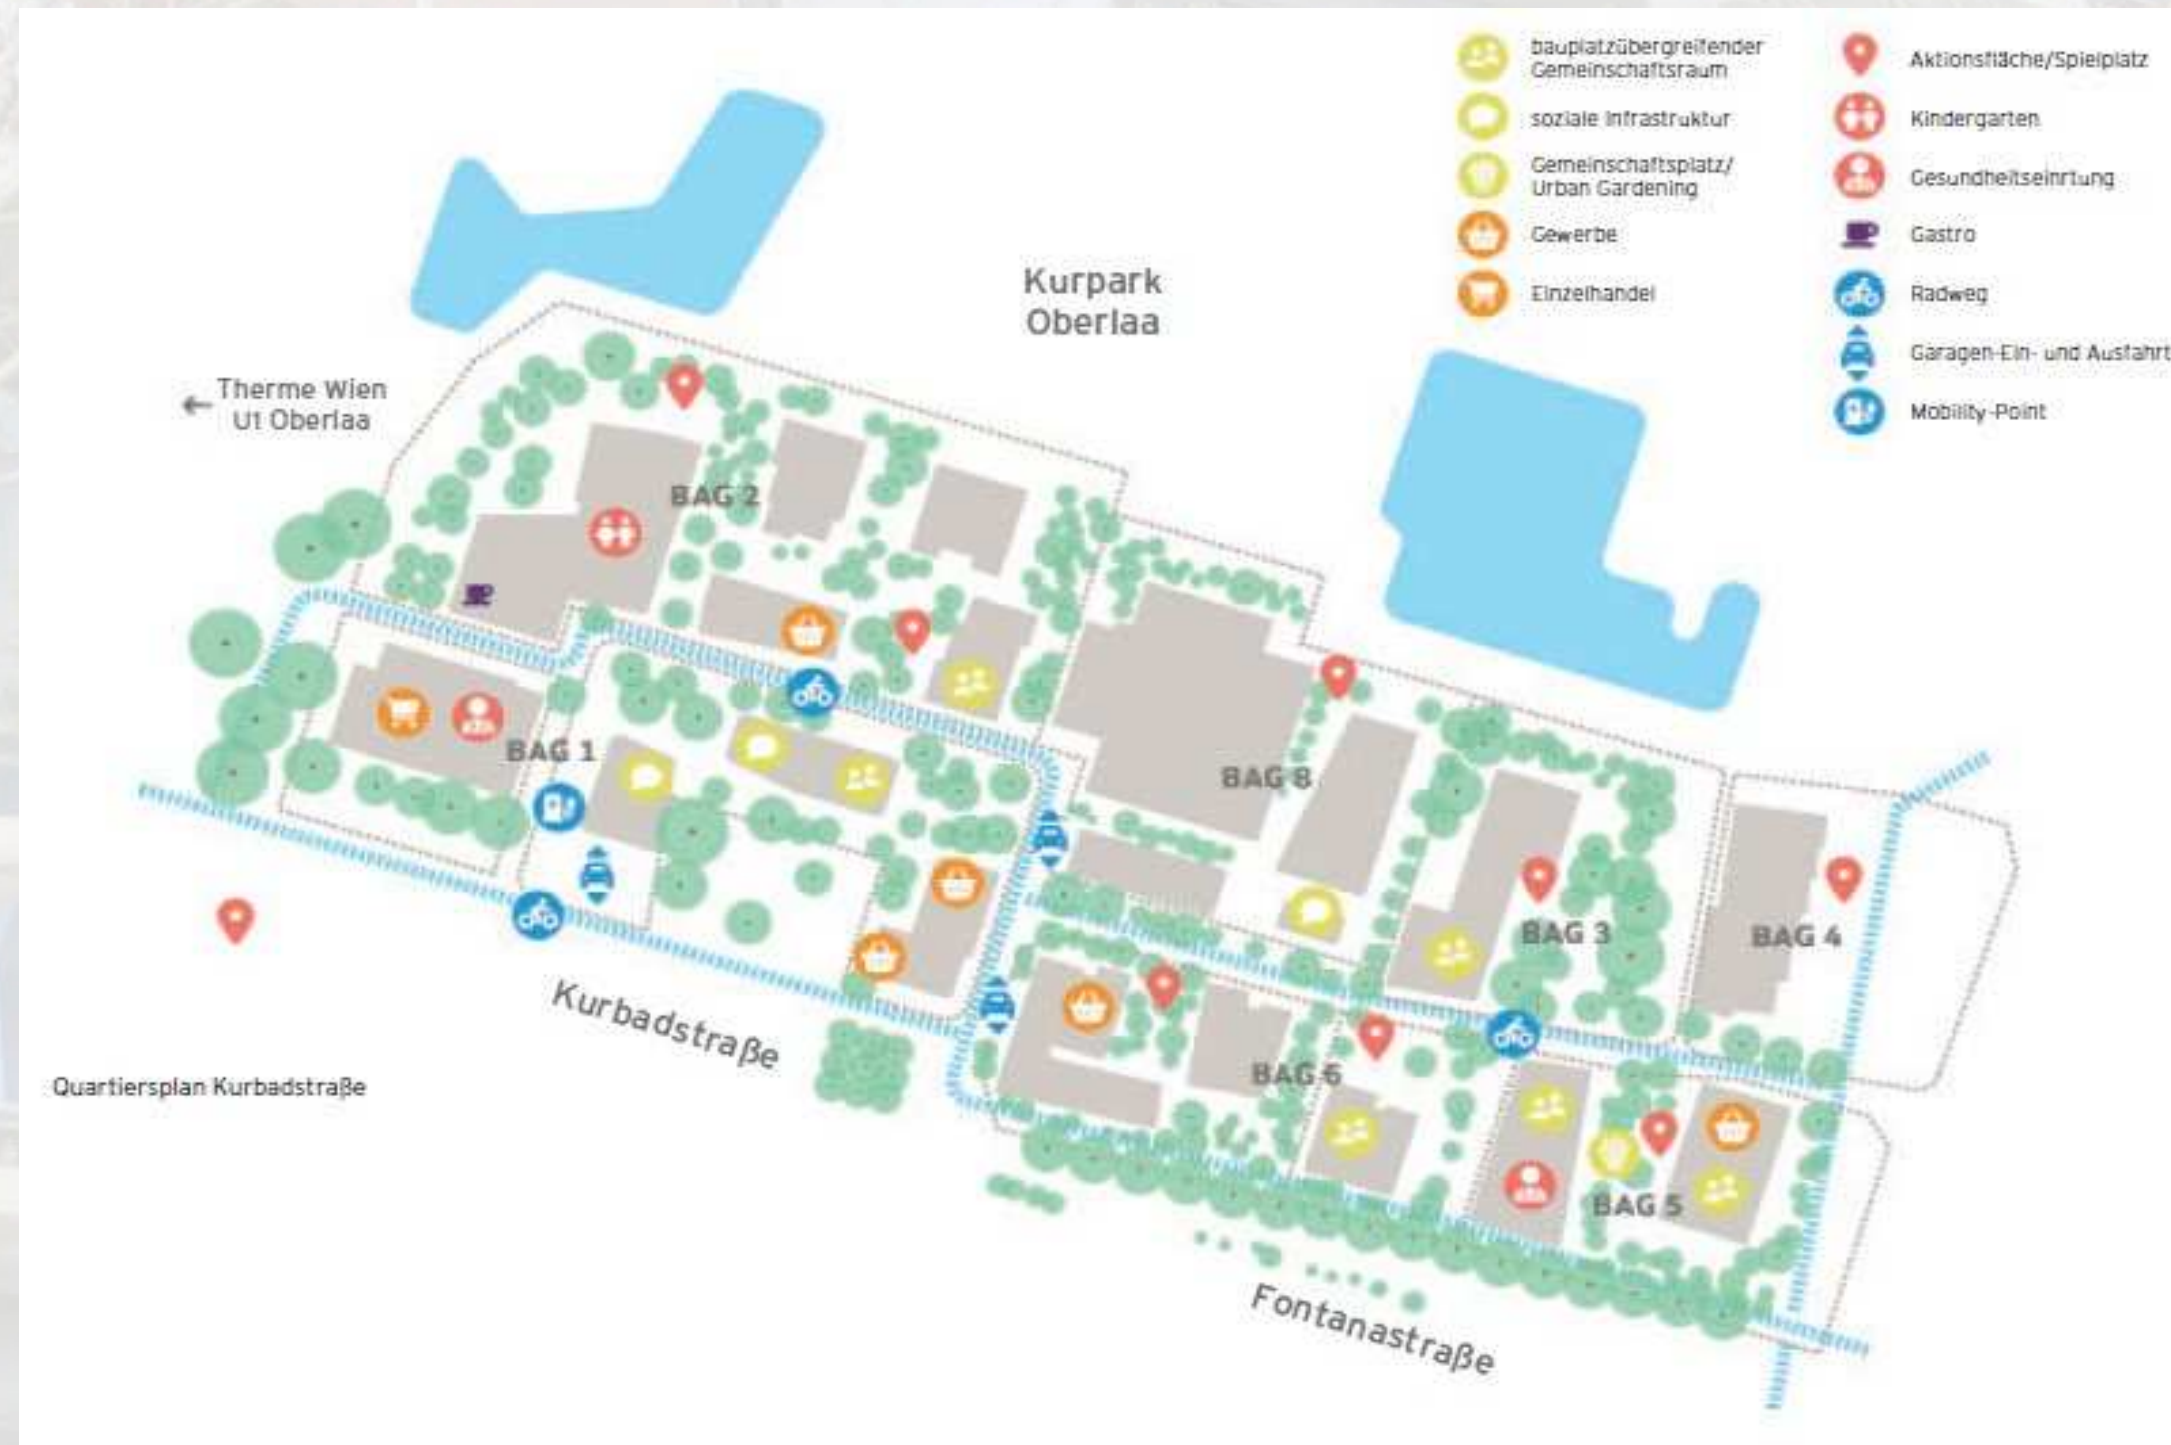 bauplatzübergreifender
Gemeinschaftsraum
soziale Infrastruktur
Gemeinschaftsplatz/
Urban Gardening
Gewerbe
Einzelhandel
Aktionsfläche/Spielplatz
Kindergarten
Gesundheitseinrtung
Gastro
Radweg
Garagen-Ein- und Ausfahrt
Mobility-Point
Kurpark
Oberlaa
← Therme Wien
U1 Oberlaa
BAG 2
BAG 1
BAG 8
BAG 3
BAG 4
BAG 6
BAG 5
Kurbadstraße
Quartiersplan Kurbadstraße
Fontanastraße